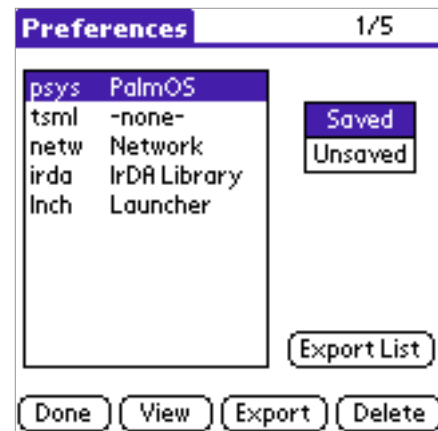 Preferences 1/5
psys PalmOS
tsml -none-
netw Network
irda IrDA Library
lnch Launcher
Saved
Unsaved
Export List
Done View Export Delete